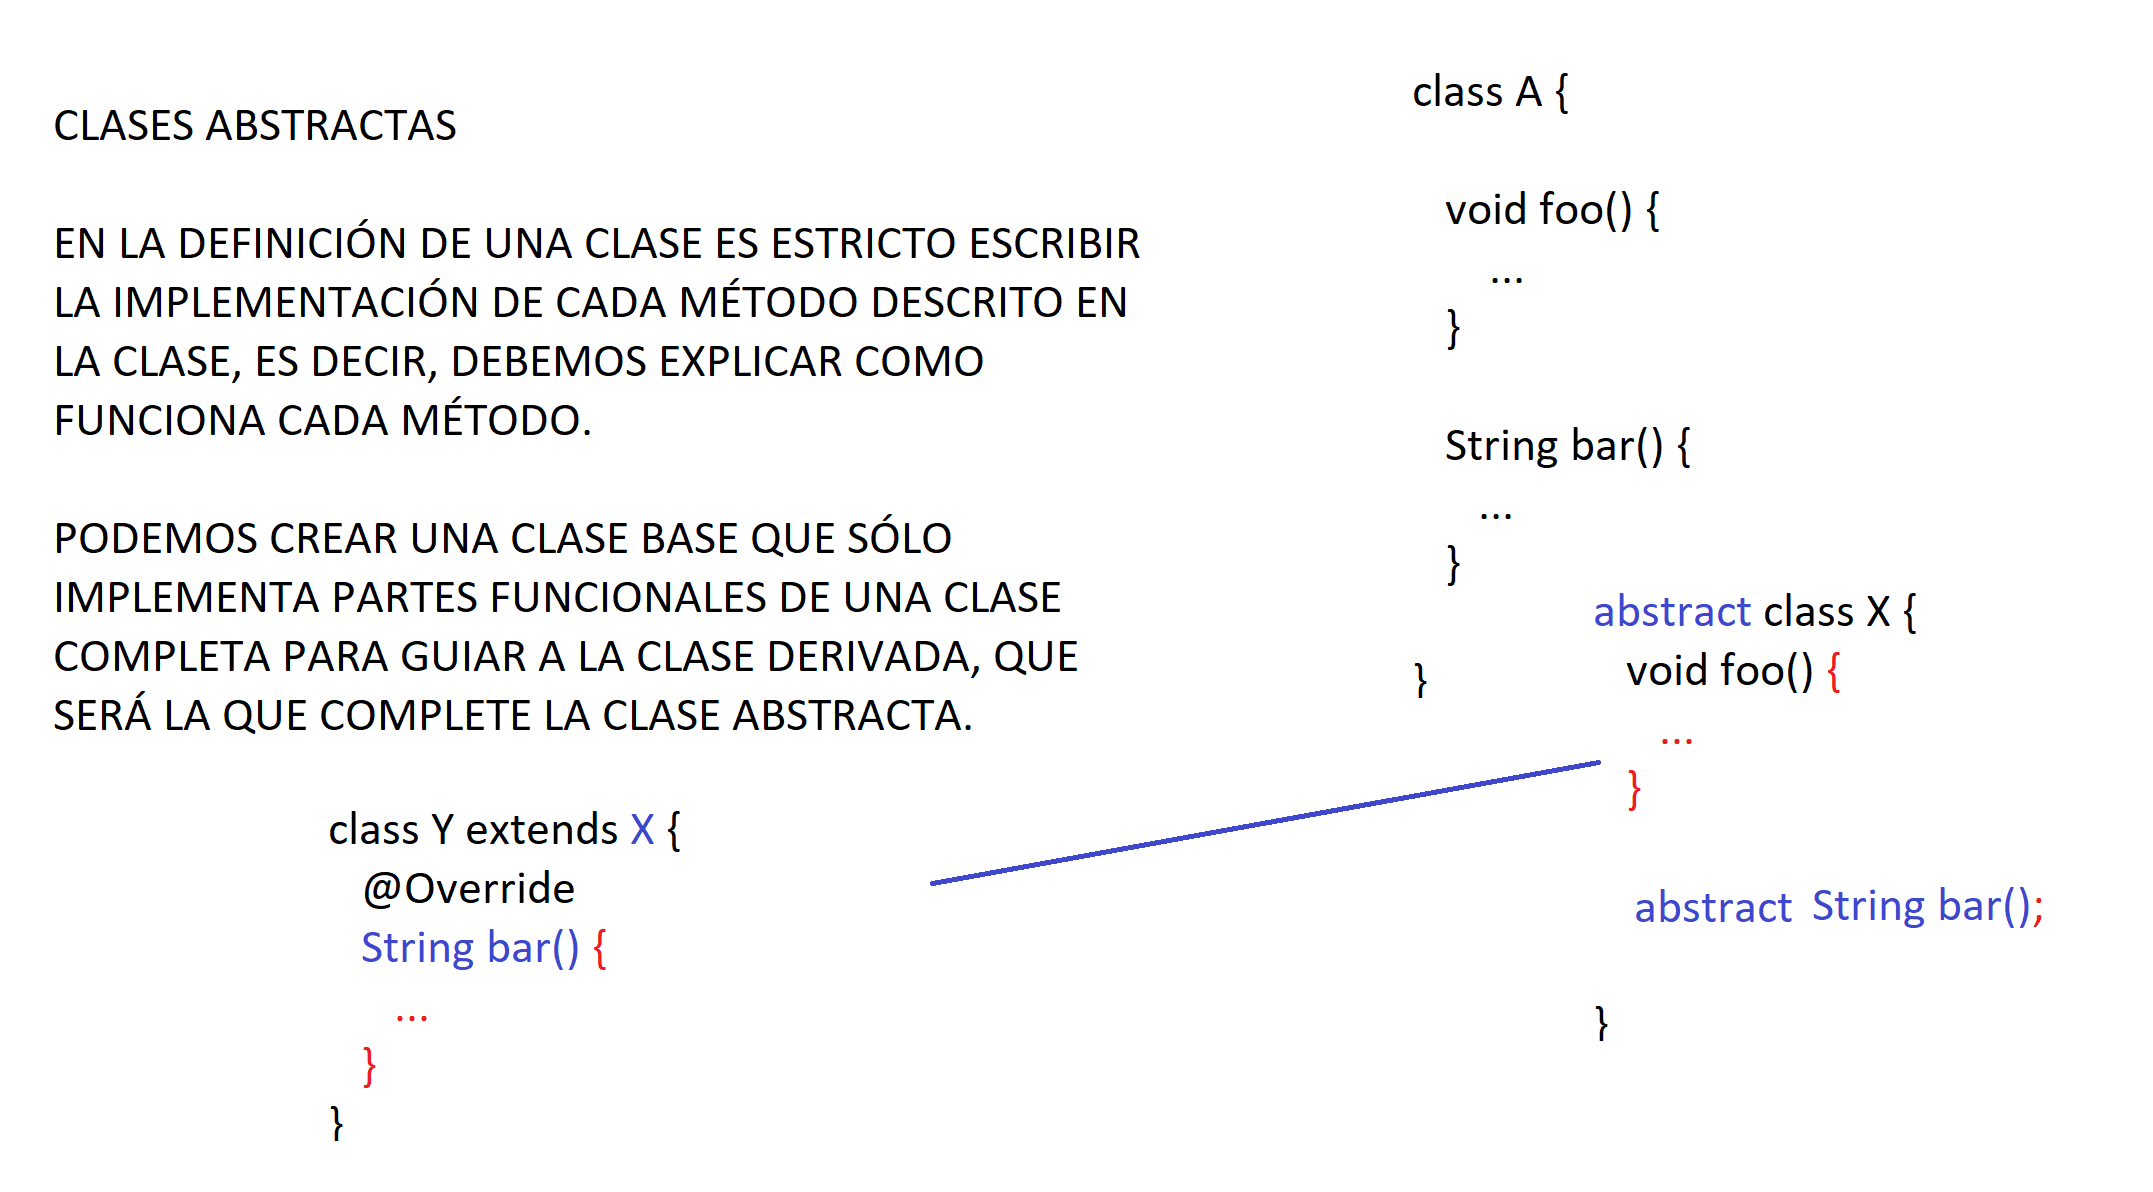 CLASES ABSTRACTAS
EN LA DEFINICIÓN DE UNA CLASE ES ESTRICTO ESCRIBIR
LA IMPLEMENTACIÓN DE CADA MÉTODO DESCRITO EN
LA CLASE, ES DECIR, DEBEMOS EXPLICAR COMO
FUNCIONA CADA MÉTODO.
PODEMOS CREAR UNA CLASE BASE QUE SÓLO
IMPLEMENTA PARTES FUNCIONALES DE UNA CLASE
COMPLETA PARA GUIAR A LA CLASE DERIVADA, QUE
SERÁ LA QUE COMPLETE LA CLASE ABSTRACTA.
class Y extends X {
@Override
String bar() {
...
}
}
class A {
void foo() {
...
}
String bar() {
...
}
}
abstract class X {
void foo() {
...
}
abstract String bar();
}